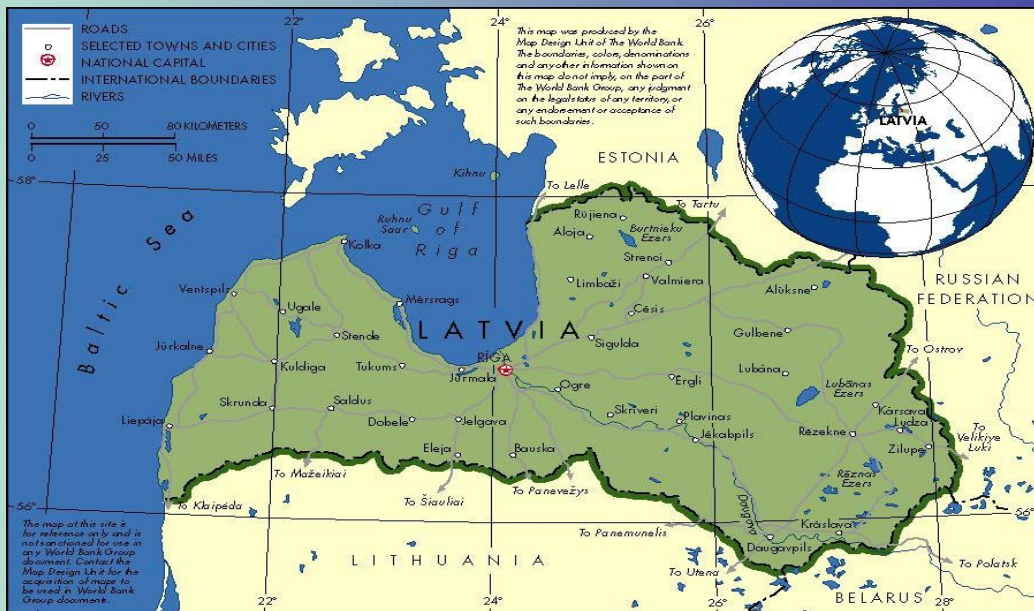 ROADS
SELECTED TOWNS AND CITIES
NATIONAL CAPITAL
INTERNATIONAL BOUNDARIES
RIVERS
0 50 80 KILOMETERS
0 25 50 MILES
22°
24°
This map was produced by the
Map Design Unit of The World Bank.
The boundaries, colors, denominations
and any other information shown on
this map do not imply, on the part of
The World Bank Group, any judgment
on the legal status of any territory, or
any endorsement or acceptance of
such boundaries.
LATVIA
ESTONIA
58°
Kihnu
To Lelle
To Tartu
Baltic Sea
Gulf
of
Riga
Ruhnu
Saar
Rūjiena
Aloja
Burtnieku
Ezers
Strenci
Kolka
Valmiera
Limbaži
Alūksne
RUSSIAN
FEDERATION
Ventspils
Ugale
Mērsrags
Cēsis
LATVIA
Gulbene
Stende
Sigulda
Jūrkalne
Kuldiga
Tukums
RĪGA
Jūrmala
Ogre
Ērgli
Lubāna
To Ostrov
Lubānas
Ezers
Skrunda
Saldus
Skrīveri
Plavinas
Kārsava
Liepāja
Dobele
Jelgava
Jēkabpils
Rēzekne
Ludza
Zilupe
To
Velikiye
Luki
Eleja
Bauska
Rāznas
Ezers
To Mažeikiai
To Šiauliai
To Panevežys
To Klaipėda
56°
56°
Daugava
Krāslava
To Panemunelis
Daugavpils
To Utena
To Polatsk
LITHUANIA
BELARUS
The map at this site is
for reference only and is
not sanctioned for use in
any World Bank Group
document. Contact the
Map Design Unit for the
acquisition of maps to
be used in World Bank
Group documents.
22°
24°
26°
26°
28°